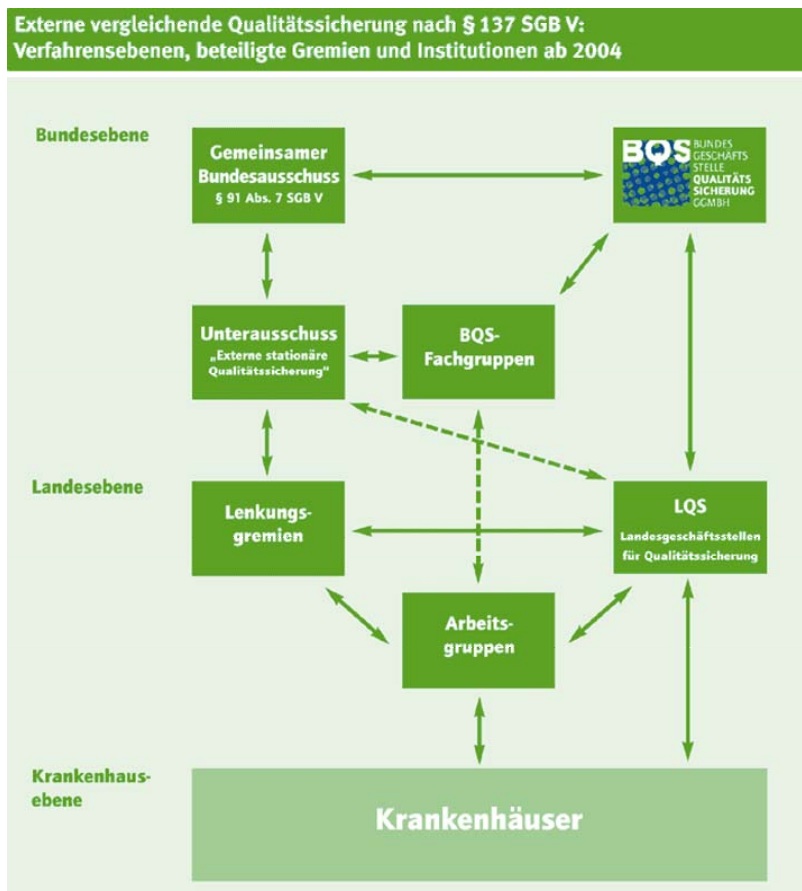 Externe vergleichende Qualitätssicherung nach § 137 SGB V:
Verfahrensebenen, beteiligte Gremien und Institutionen ab 2004
Bundesebene
Gemeinsamer
Bundesausschuss
§ 91 Abs. 7 SGB V
BQS
BUNDES
GESCHÄFTS
STELLE
QUALITÄTS
SICHERUNG
GGMBH
Unterausschuss
„Externe stationäre
Qualitätssicherung“
BQS-
Fachgruppen
Landesebene
Lenkungs-
gremien
LQS
Landesgeschäftsstellen
für Qualitätssicherung
Arbeits-
gruppen
Krankenhaus-
ebene
Krankenhäuser